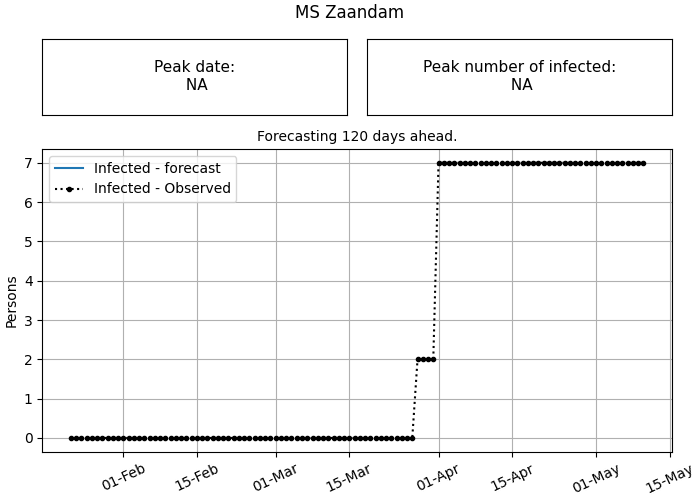 MS Zaandam
Peak date:
NA
Peak number of infected:
NA
Forecasting 120 days ahead.
Infected - forecast
Infected - Observed
Persons
7
6
5
4
3
2
1
0
01-Feb
15-Feb
01-Mar
15-Mar
01-Apr
15-Apr
01-May
15-May